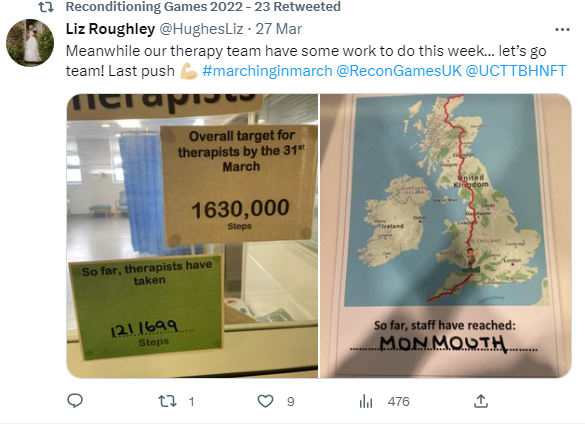 Reconditioning Games 2022 - 23 Retweeted
Liz Roughley @HughesLiz · 27 Mar
Meanwhile our therapy team have some work to do this week... let's go
team! Last push 💪🏻 #marchinginmarch @ReconGamesUK @UCTTBHNFT
Therapists
Overall target for
therapists by the 31st
March
1630,000
Steps
So far, therapists have
taken
1211699
Steps
United
Kingdom
Ireland
ENGLAND
London
So far, staff have reached:
MONMOUTH
1
9
476